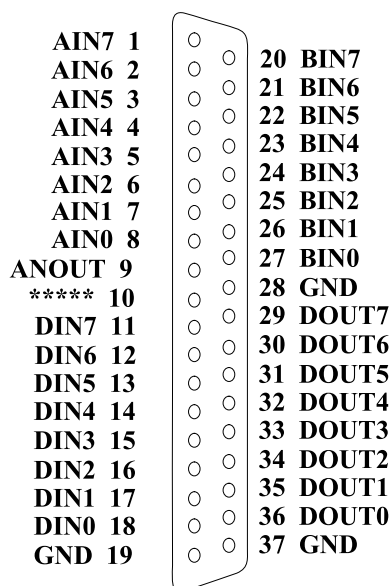 AIN7 1
AIN6 2
AIN5 3
AIN4 4
AIN3 5
AIN2 6
AIN1 7
AIN0 8
ANOUT 9
***** 10
DIN7 11
DIN6 12
DIN5 13
DIN4 14
DIN3 15
DIN2 16
DIN1 17
DIN0 18
GND 19
20 BIN7
21 BIN6
22 BIN5
23 BIN4
24 BIN3
25 BIN2
26 BIN1
27 BIN0
28 GND
29 DOUT7
30 DOUT6
31 DOUT5
32 DOUT4
33 DOUT3
34 DOUT2
35 DOUT1
36 DOUT0
37 GND